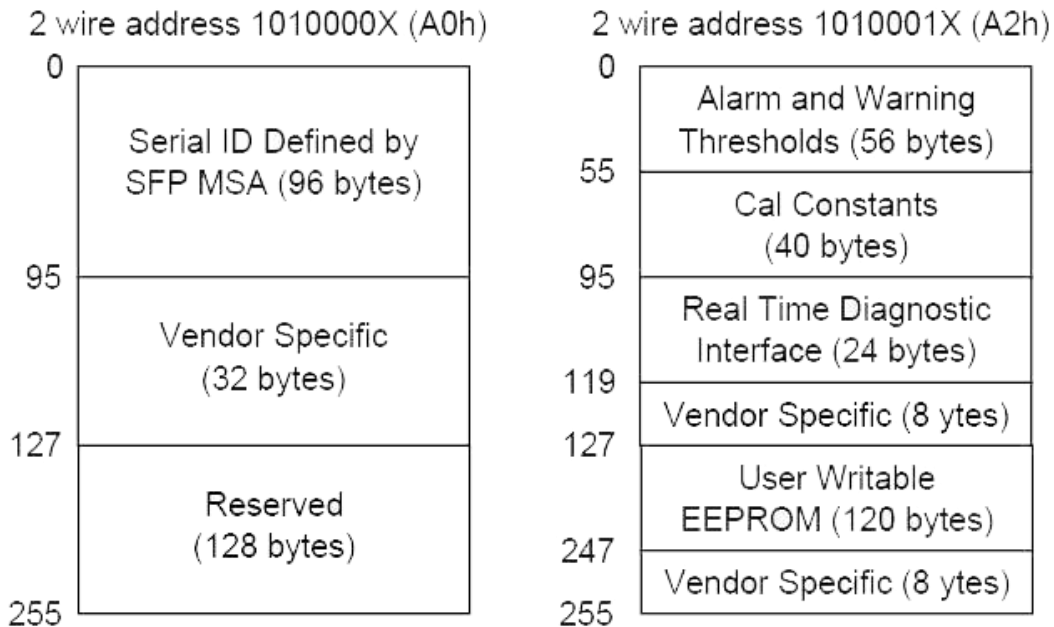 2 wire address 1010000X (A0h)
0
Serial ID Defined by
SFP MSA (96 bytes)
95
Vendor Specific
(32 bytes)
127
Reserved
(128 bytes)
255
2 wire address 1010001X (A2h)
0
Alarm and Warning
Thresholds (56 bytes)
55
Cal Constants
(40 bytes)
95
Real Time Diagnostic
Interface (24 bytes)
119
Vendor Specific (8 ytes)
127
User Writable
EEPROM (120 bytes)
247
Vendor Specific (8 ytes)
255